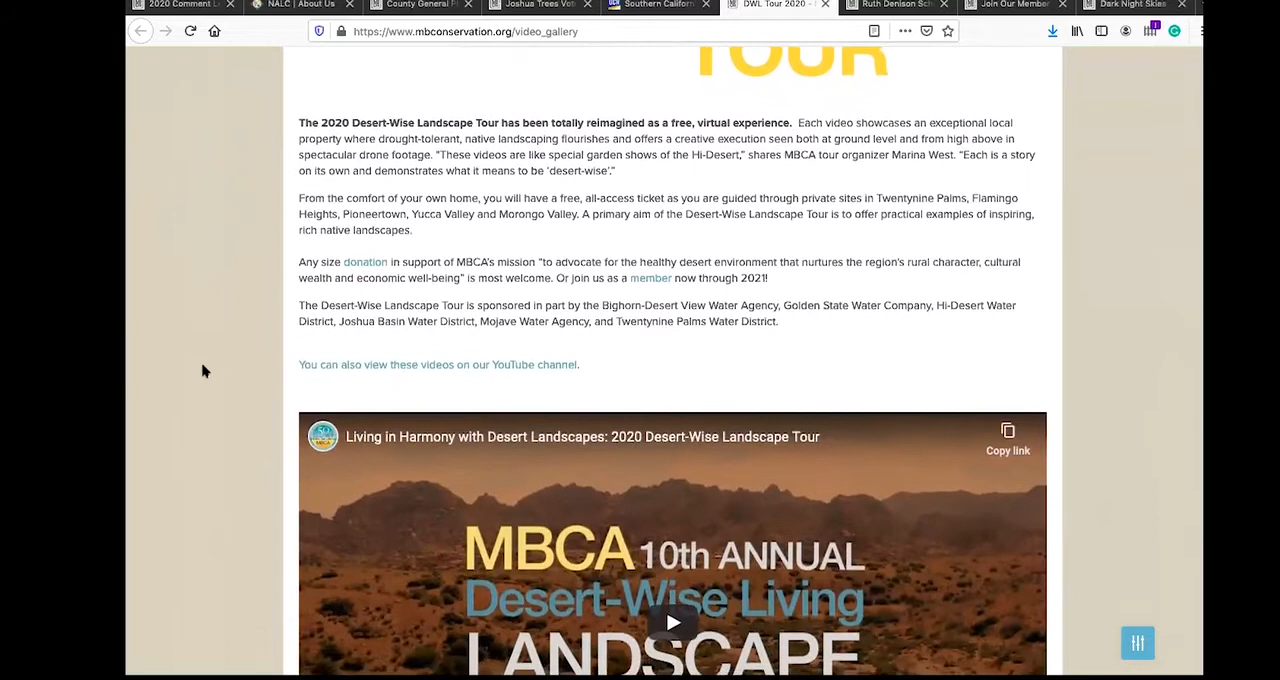 2020 Comment L
NALC | About Us
County General P
Joshua Trees Vot
Southern Californ
DWL Tour 2020 -
Ruth Denison Sch
Join Our Member
Dark Night Skies
https://www.mbconservation.org/video_gallery
TOUR
The 2020 Desert-Wise Landscape Tour has been totally reimagined as a free, virtual experience. Each video showcases an exceptional local
property where drought-tolerant, native landscaping flourishes and offers a creative execution seen both at ground level and from high above in
spectacular drone footage. "These videos are like special garden shows of the Hi-Desert,” shares MBCA tour organizer Marina West. “Each is a story
on its own and demonstrates what it means to be ‘desert-wise’.”
From the comfort of your own home, you will have a free, all-access ticket as you are guided through private sites in Twentynine Palms, Flamingo
Heights, Pioneertown, Yucca Valley and Morongo Valley. A primary aim of the Desert-Wise Landscape Tour is to offer practical examples of inspiring,
rich native landscapes.
Any size donation in support of MBCA’s mission “to advocate for the healthy desert environment that nurtures the region’s rural character, cultural
wealth and economic well-being” is most welcome. Or join us as a member now through 2021!
The Desert-Wise Landscape Tour is sponsored in part by the Bighorn-Desert View Water Agency, Golden State Water Company, Hi-Desert Water
District, Joshua Basin Water District, Mojave Water Agency, and Twentynine Palms Water District.
You can also view these videos on our YouTube channel.
Living in Harmony with Desert Landscapes: 2020 Desert-Wise Landscape Tour
Copy link
MBCA 10th ANNUAL
Desert-Wise Living
LANDSCAPE